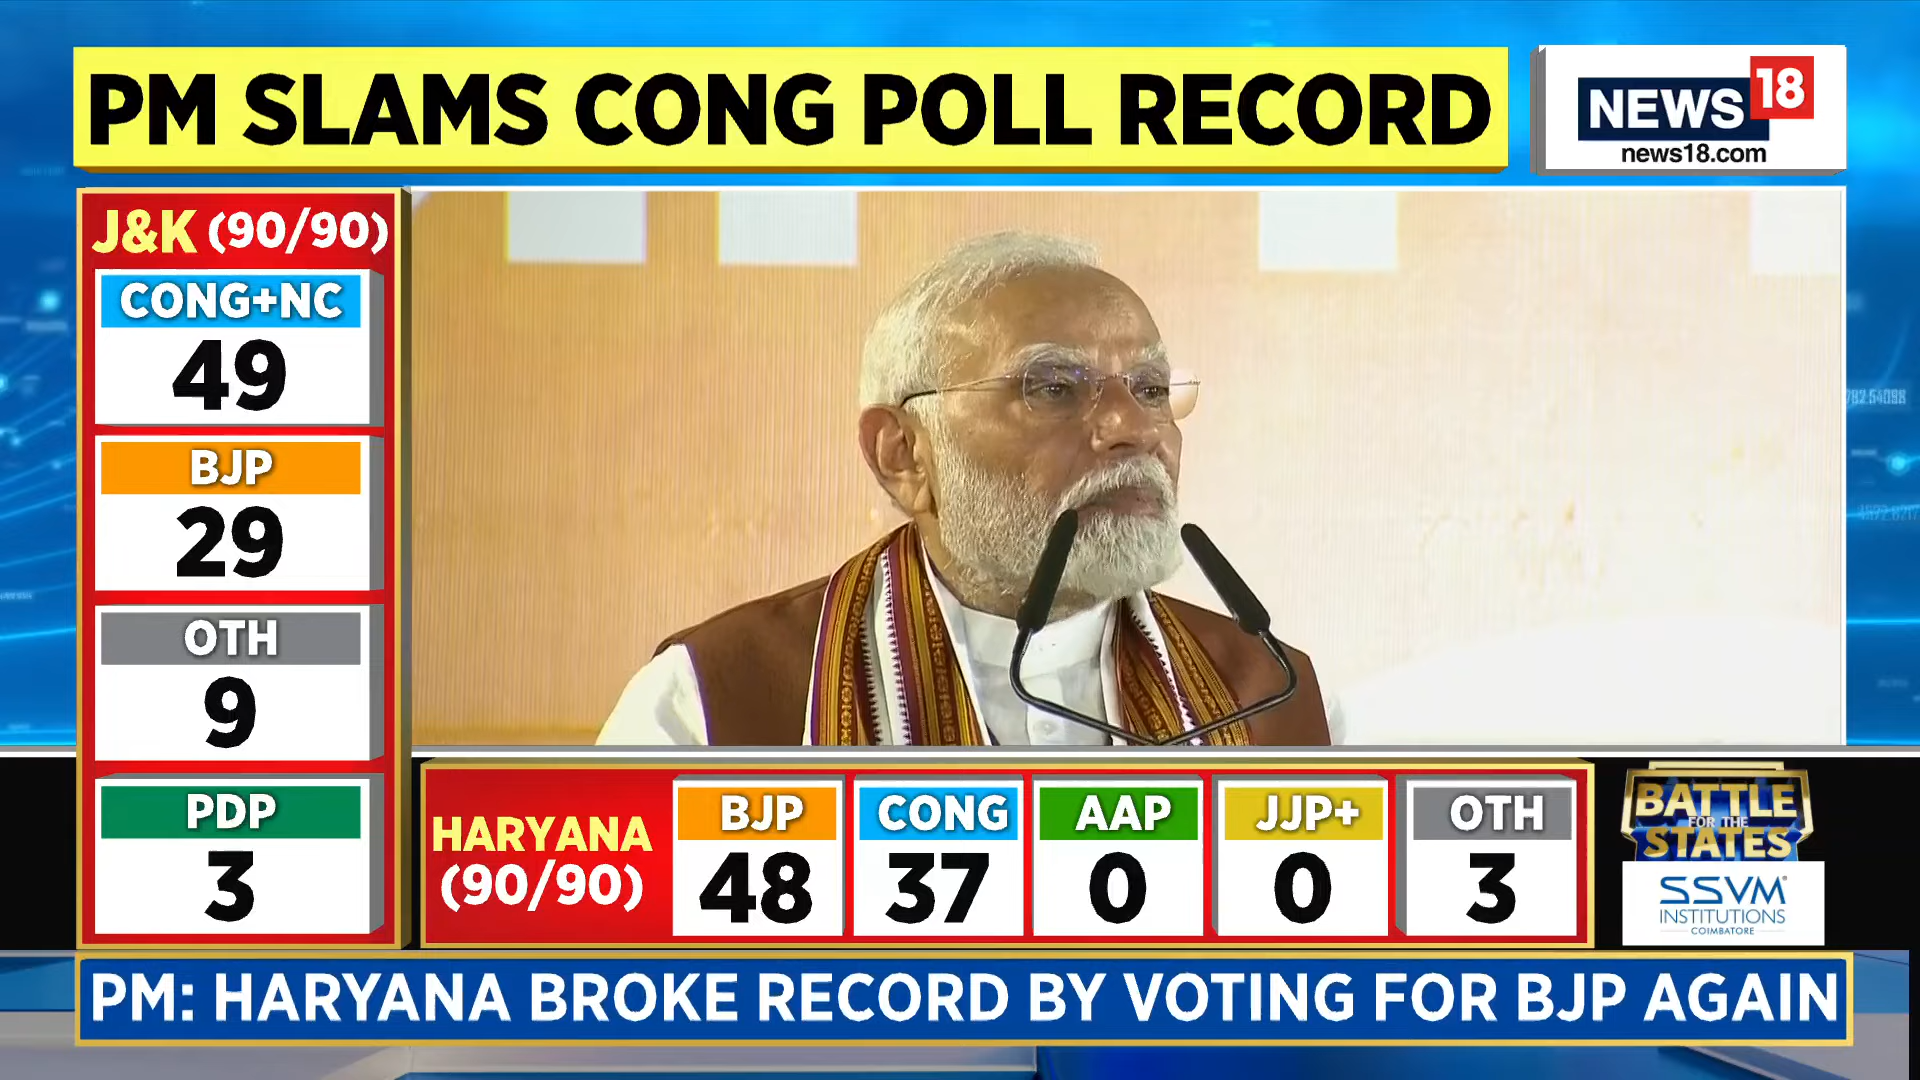 PM SLAMS CONG POLL RECORD
NEWS 18
news18.com
J&K (90/90)
CONG+NC
49
BJP
29
OTH
9
PDP
3
HARYANA
(90/90)
BJP
48
CONG
37
AAP
0
JJP+
0
OTH
3
BATTLE
FOR THE
STATES
SSVM
INSTITUTIONS
COIMBATORE
PM: HARYANA BROKE RECORD BY VOTING FOR BJP AGAIN